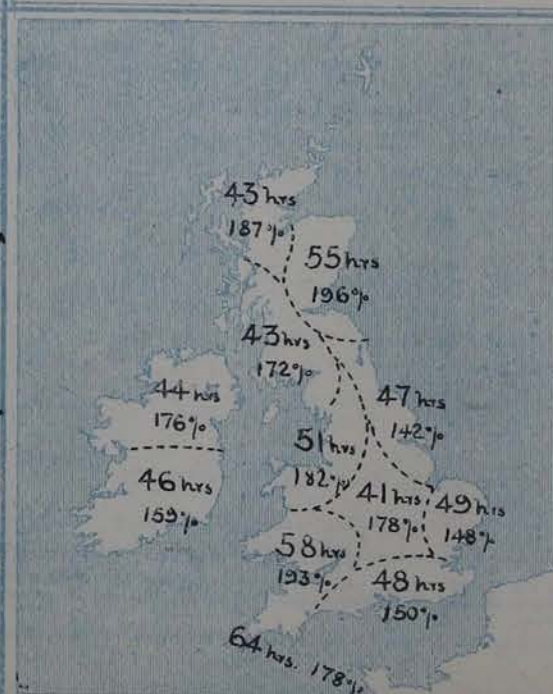 43 hrs
187%
55 hrs
196%
43 hrs
172%
44 hrs
176%
47 hrs
142%
51 hrs
182%
46 hrs
159%
41 hrs
178%
49 hrs
148%
58 hrs
193%
48 hrs
150%
64 hrs. 178%